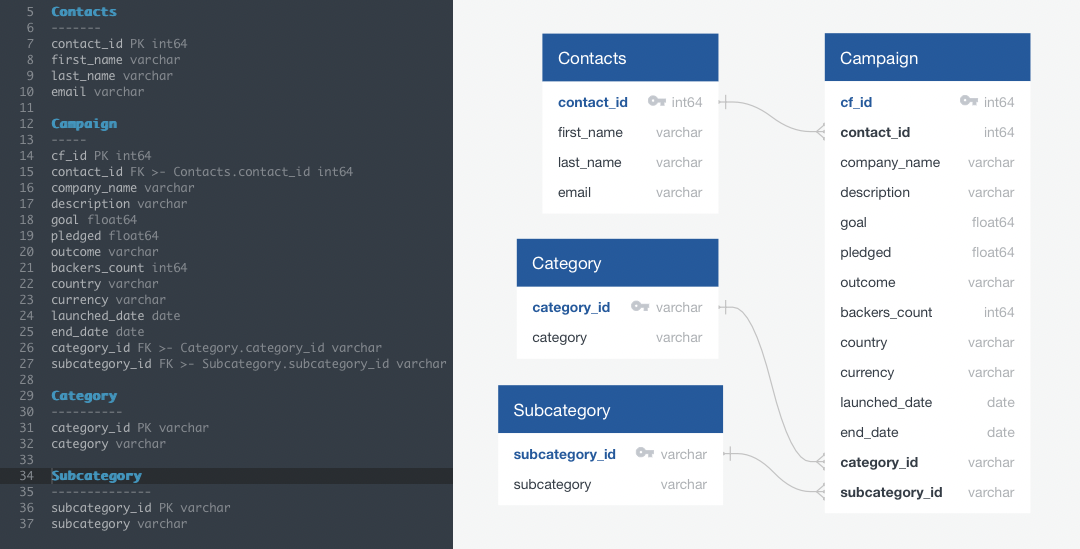 5 Contacts
6 -------
7 contact_id PK int64
8 first_name varchar
9 last_name varchar
10 email varchar
11
12 Campaign
13 -----
14 cf_id PK int64
15 contact_id FK >- Contacts.contact_id int64
16 company_name varchar
17 description varchar
18 goal float64
19 pledged float64
20 outcome varchar
21 backers_count int64
22 country varchar
23 currency varchar
24 launched_date date
25 end_date date
26 category_id FK >- Category.category_id varchar
27 subcategory_id FK >- Subcategory.subcategory_id varchar
28
29 Category
30 ----------
31 category_id PK varchar
32 category varchar
33
34 Subcategory
35 --------------
36 subcategory_id PK varchar
37 subcategory varchar
Contacts
contact_id int64
first_name varchar
last_name varchar
email varchar
Category
category_id varchar
category varchar
Subcategory
subcategory_id varchar
subcategory varchar
Campaign
cf_id int64
contact_id int64
company_name varchar
description varchar
goal float64
pledged float64
outcome varchar
backers_count int64
country varchar
currency varchar
launched_date date
end_date date
category_id varchar
subcategory_id varchar